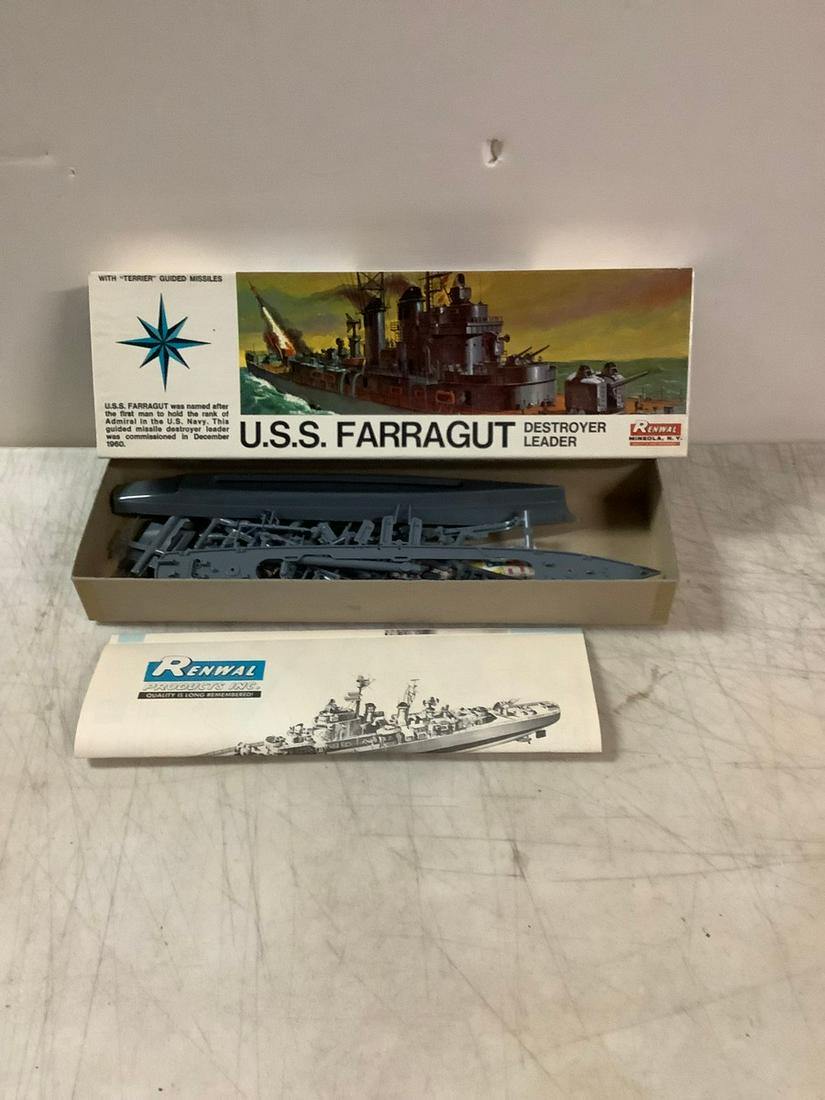 WITH "TERRIER" GUIDED MISSILES
U.S.S. FARRAGUT was named after
the first man to hold the rank of
Admiral in the U.S. Navy. This
guided missile destroyer leader
was commissioned in December
1960.
U.S.S. FARRAGUT
DESTROYER
LEADER
RENWAL
MINEOLA, N.Y.
RENWAL
PRODUCTS INC.
QUALITY IS LONG REMEMBERED!